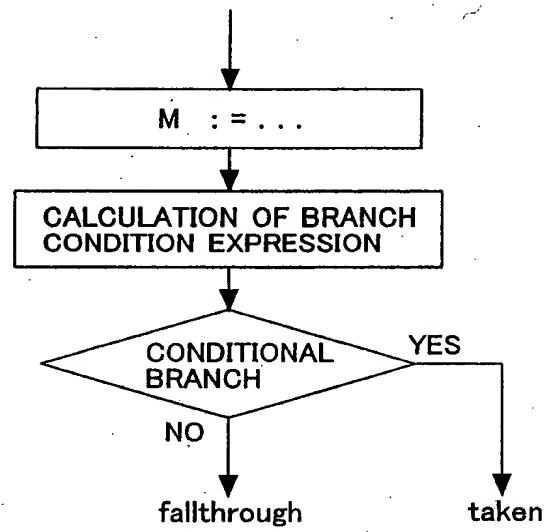 M := ...
CALCULATION OF BRANCH
CONDITION EXPRESSION
CONDITIONAL
BRANCH
YES
NO
fallthrough
taken